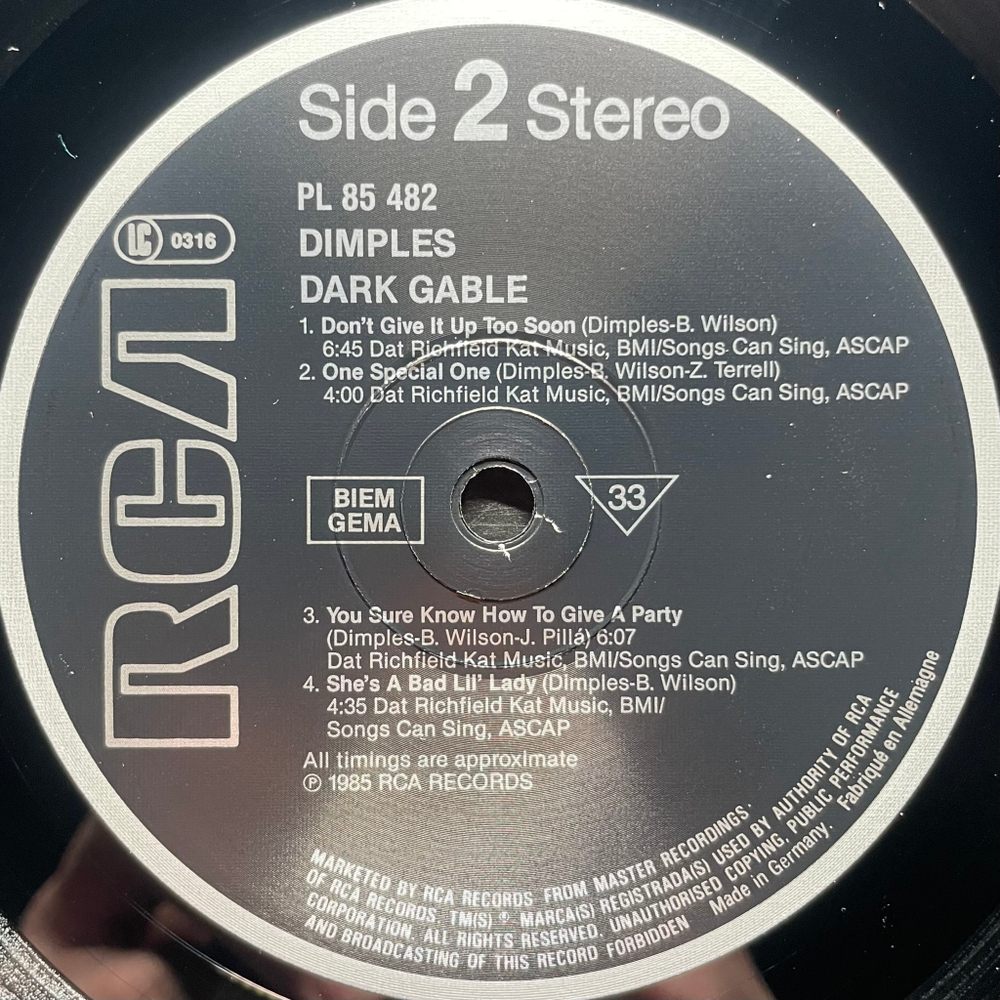 Side 2 Stereo
PL 85 482
LC 0316
DIMPLES
DARK GABLE
1. Don't Give It Up Too Soon (Dimples-B. Wilson)
6:45 Dat Richfield Kat Music, BMI/Songs Can Sing, ASCAP
2. One Special One (Dimples-B. Wilson-Z. Terrell)
4:00 Dat Richfield Kat Music, BMI/Songs Can Sing, ASCAP
RCA
BIEM
GEMA
33
3. You Sure Know How To Give A Party
(Dimples-B. Wilson-J. Pillá) 6:07
Dat Richfield Kat Music, BMI/Songs Can Sing, ASCAP
4. She's A Bad Lil' Lady (Dimples-B. Wilson)
4:35 Dat Richfield Kat Music, BMI/
Songs Can Sing, ASCAP
All timings are approximate
℗ 1985 RCA RECORDS
MARKETED BY RCA RECORDS. FROM MASTER RECORDINGS.
OF RCA RECORDS, TM(S) ® MARCA(S) REGISTRADA(S) USED BY AUTHORITY OF RCA
CORPORATION. ALL RIGHTS RESERVED. UNAUTHORISED COPYING, PUBLIC PERFORMANCE
AND BROADCASTING OF THIS RECORD FORBIDDEN Made in Germany. Fabriqué en Allemagne